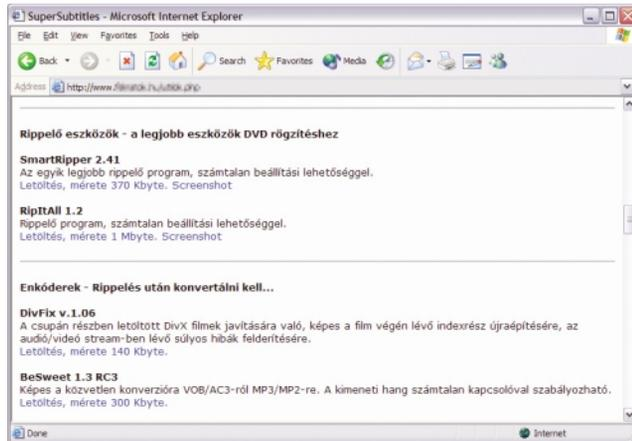 SuperSubtitles - Microsoft Internet Explorer
File Edit View Favorites Tools Help
Back Search Favorites Media
Address http://www.
Rippelő eszközök - a legjobb eszközök DVD rögzítéshez
SmartRipper 2.41
Az egyik legjobb rippelő program, számtalan beállítási lehetőséggel.
Letöltés, mérete 370 Kbyte. Screenshot
RipItAll 1.2
Rippelő program, számtalan beállítási lehetőséggel.
Letöltés, mérete 1 Mbyte. Screenshot
Enkóderek - Rippelés után konvertálni kell...
DivFix v.1.06
A csupán részben letöltött DivX filmek javítására való, képes a film végén lévő indexrész újraépítésére, az
audió/videó stream-ben lévő súlyos hibák felderítésére.
Letöltés, mérete 140 Kbyte.
BeSweet 1.3 RC3
Képes a közvetlen konverzióra VOB/AC3-ról MP3/MP2-re. A kimeneti hang számtalan kapcsolóval szabályozható.
Letöltés, mérete 300 Kbyte.
Done Internet